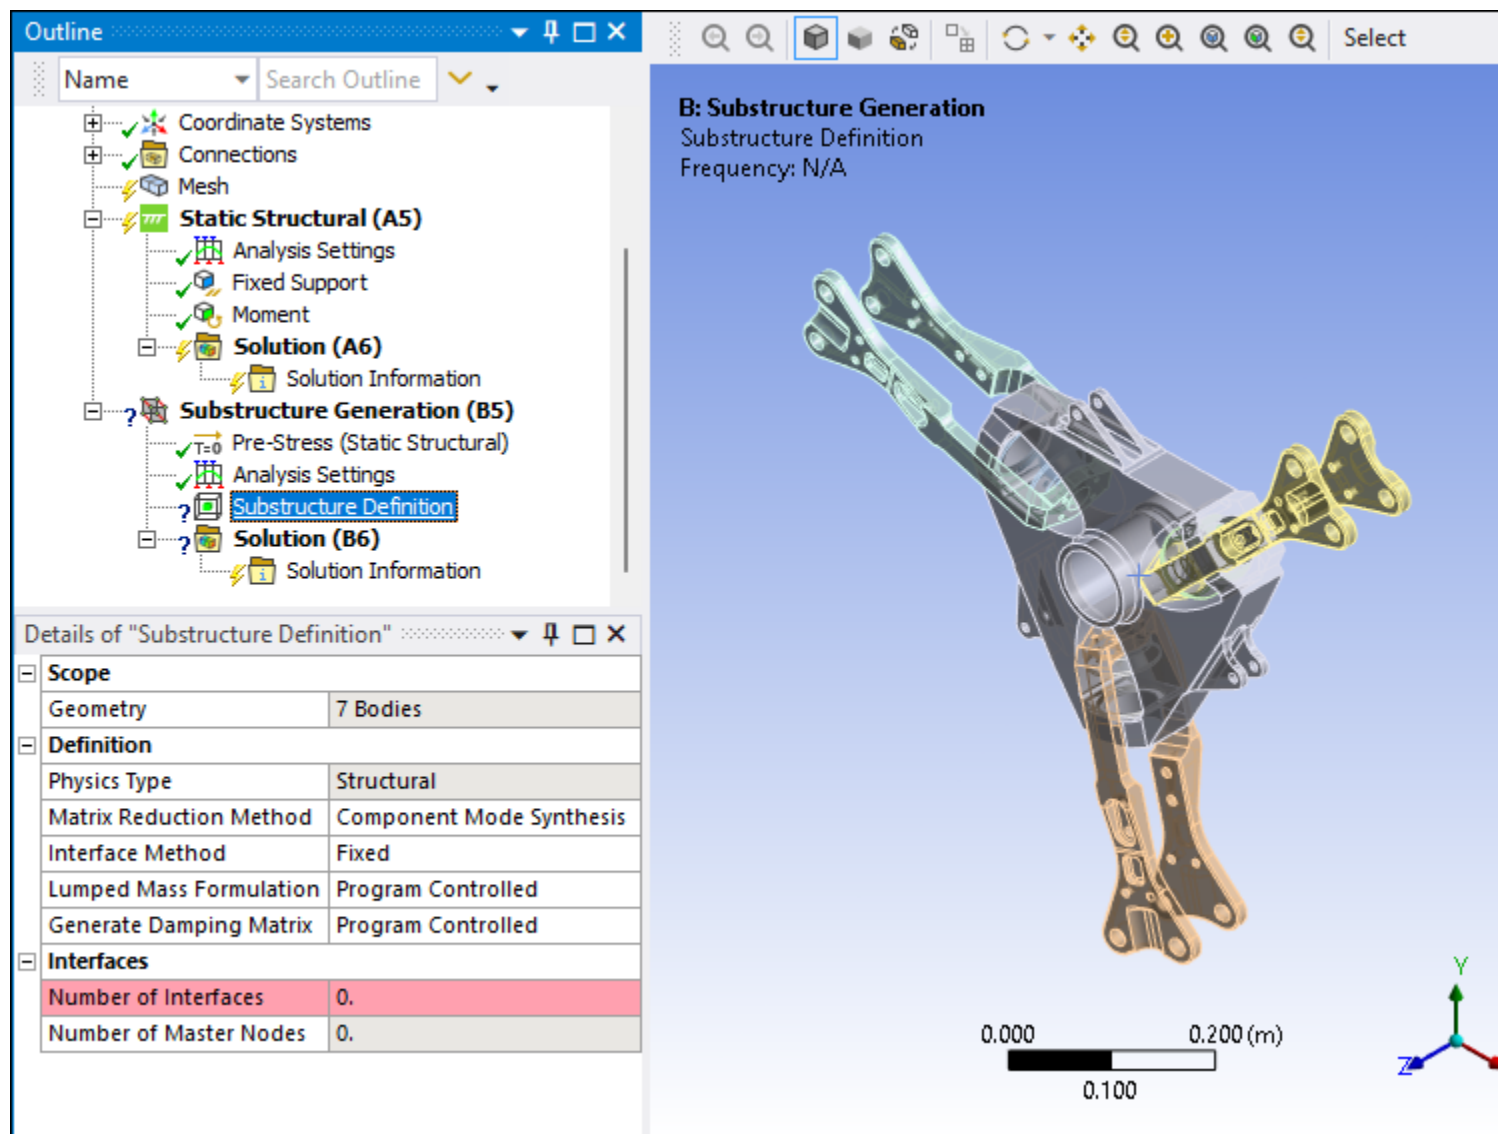 Outline
Name
Search Outline
Coordinate Systems
Connections
Mesh
Static Structural (A5)
Analysis Settings
Fixed Support
Moment
Solution (A6)
Solution Information
Substructure Generation (B5)
T=0 Pre-Stress (Static Structural)
Analysis Settings
Substructure Definition
Solution (B6)
Solution Information
Details of "Substructure Definition"
Scope
Geometry 7 Bodies
Definition
Physics Type Structural
Matrix Reduction Method Component Mode Synthesis
Interface Method Fixed
Lumped Mass Formulation Program Controlled
Generate Damping Matrix Program Controlled
Interfaces
Number of Interfaces 0.
Number of Master Nodes 0.
Select
B: Substructure Generation
Substructure Definition
Frequency: N/A
0.000 0.200 (m)
0.100
Y
Z